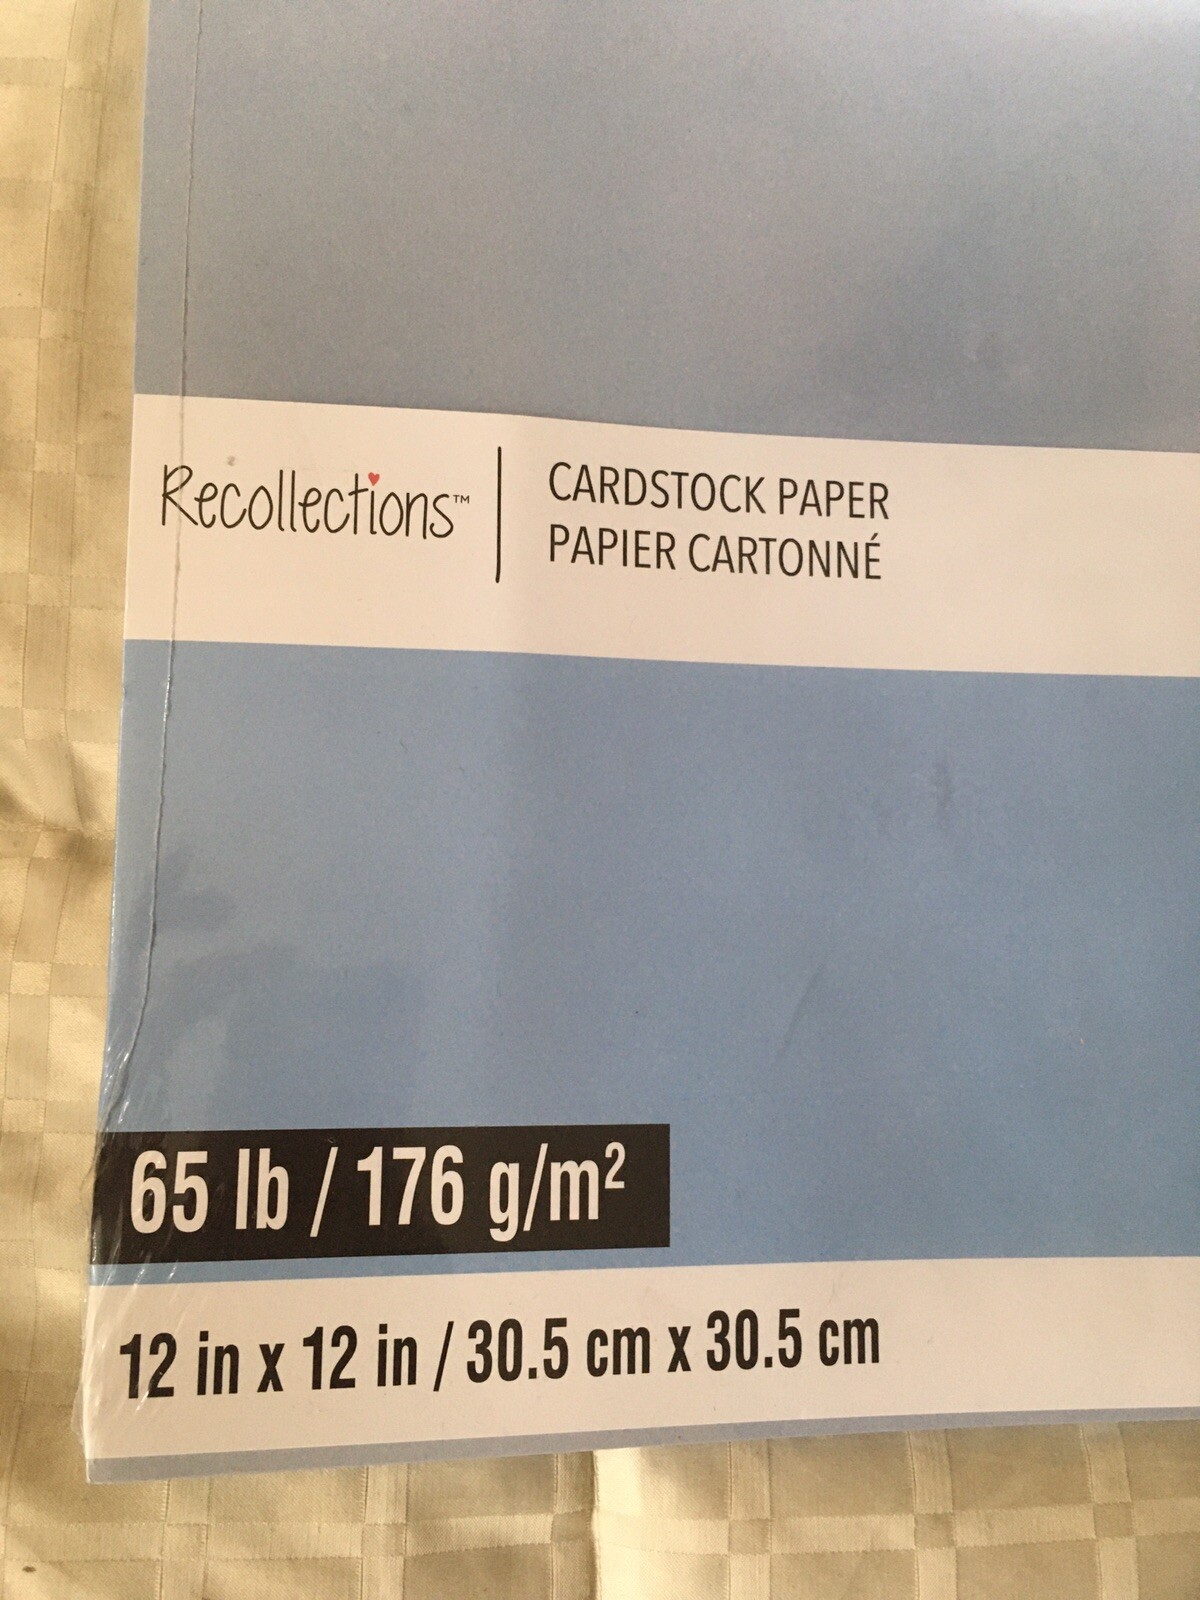 Recollections™
CARDSTOCK PAPER
PAPIER CARTONNÉ
65 lb / 176 g/m²
12 in x 12 in / 30.5 cm x 30.5 cm